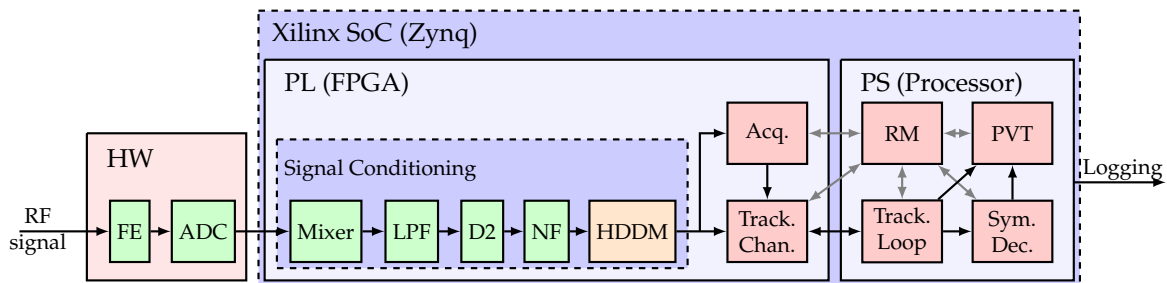 Xilinx SoC (Zynq)
PL (FPGA)
PS (Processor)
HW
Signal Conditioning
Acq.
RM
PVT
Logging
RF
signal
FE
ADC
Mixer
LPF
D2
NF
HDDM
Track.
Chan.
Track.
Loop
Sym.
Dec.